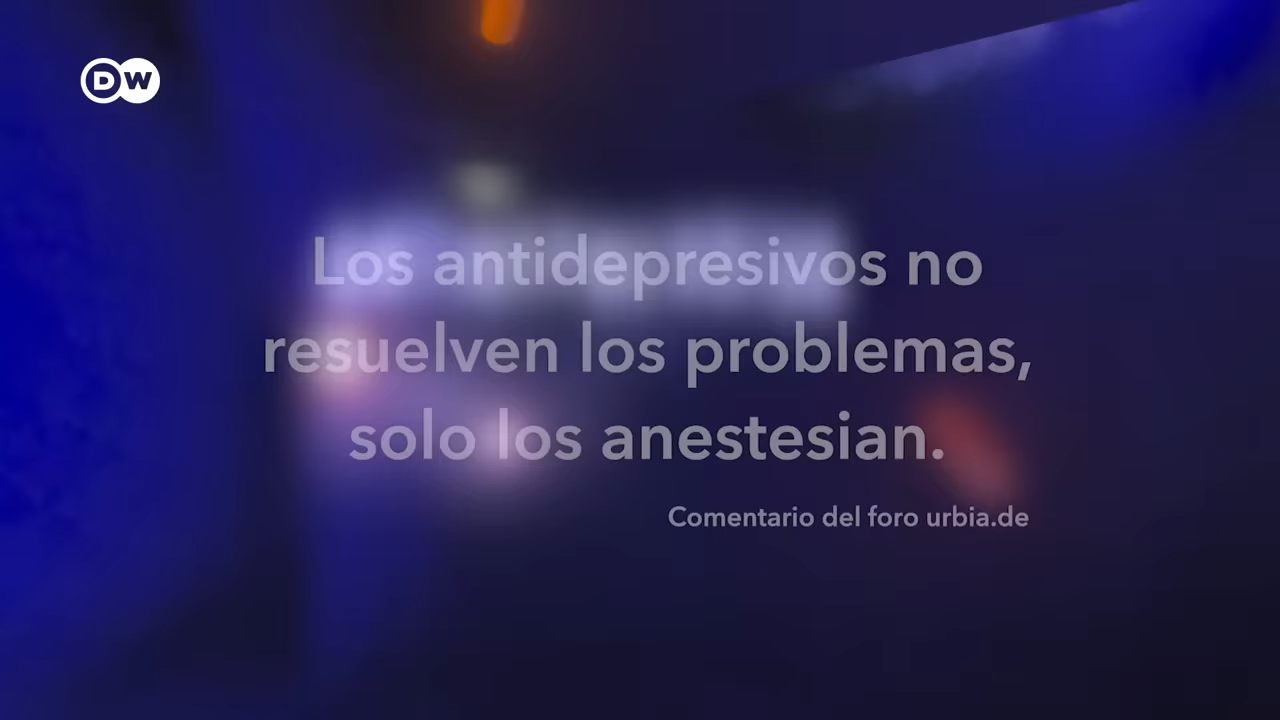 DW
Los antidepresivos no
resuelven los problemas,
solo los anestesian.
Comentario del foro urbia.de